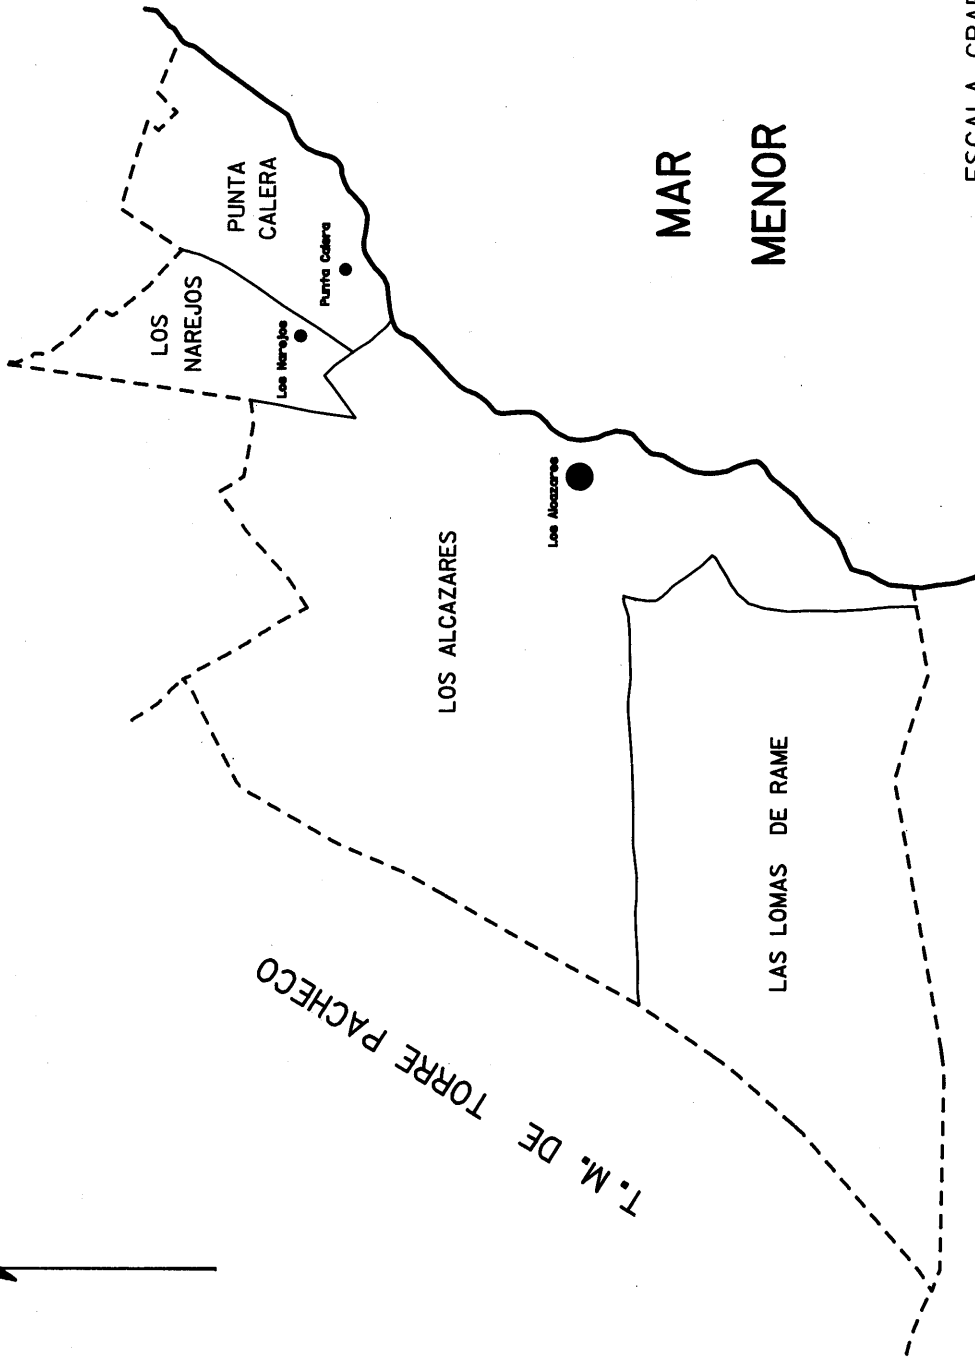 PUNTA
CALERA
Punta Calera
LOS
NAREJOS
Los Narejos
MAR
MENOR
LOS ALCAZARES
Los Alcazares
LAS LOMAS DE RAME
T. M. DE TORRE PACHECO
ESCALA